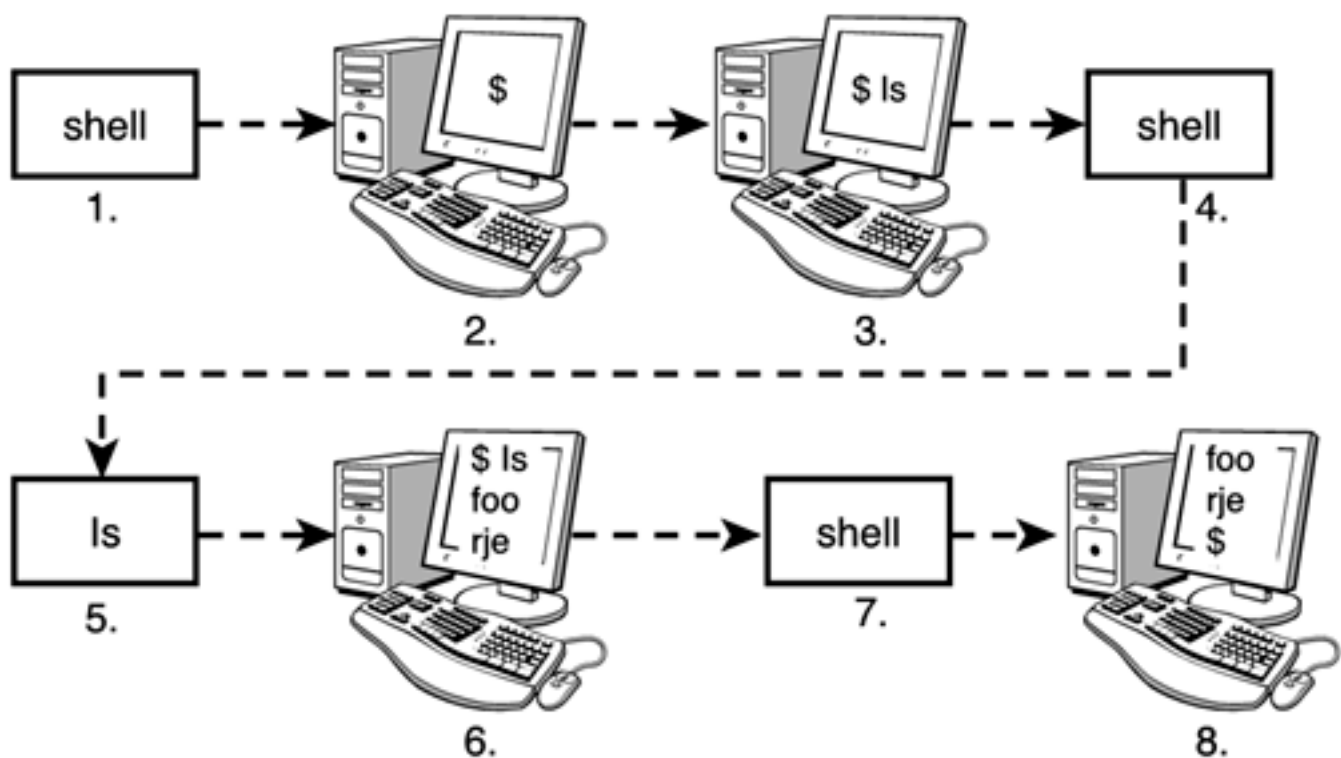 shell
1.
$
2.
$ ls
3.
shell
4.
ls
5.
$ ls
foo
rje
6.
shell
7.
foo
rje
$
8.